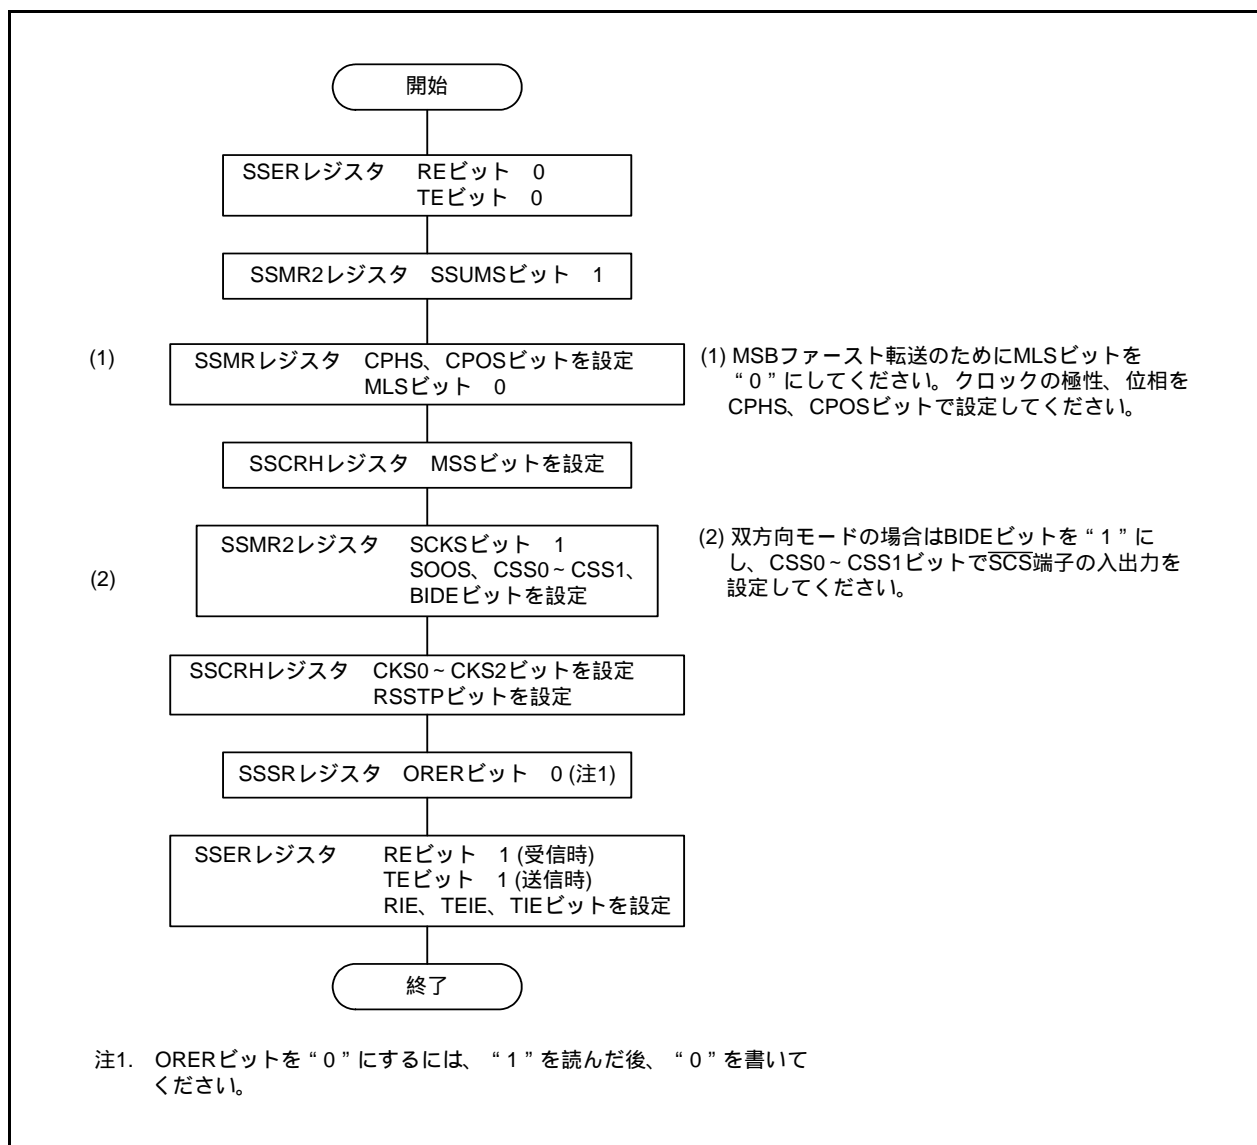 開始
SSERレジスタ REビット 0
TEビット 0
SSMR2レジスタ SSUMSビット 1
(1)
SSMRレジスタ CPHS、CPOSビットを設定
MLSビット 0
(1) MSBファースト転送のためにMLSビットを
“0”にしてください。クロックの極性、位相を
CPHS、CPOSビットで設定してください。
SSCRHレジスタ MSSビットを設定
(2)
SSMR2レジスタ SCKSビット 1
SOOS、CSS0~CSS1、
BIDEビットを設定
(2) 双方向モードの場合はBIDEビットを“1”に
し、CSS0~CSS1ビットでSCS端子の入出力を
設定してください。
SSCRHレジスタ CKS0~CKS2ビットを設定
RSSTPビットを設定
SSSRレジスタ ORERビット 0 (注1)
SSERレジスタ REビット 1 (受信時)
TEビット 1 (送信時)
RIE、TEIE、TIEビットを設定
終了
注1. ORERビットを“0”にするには、“1”を読んだ後、“0”を書いて
ください。